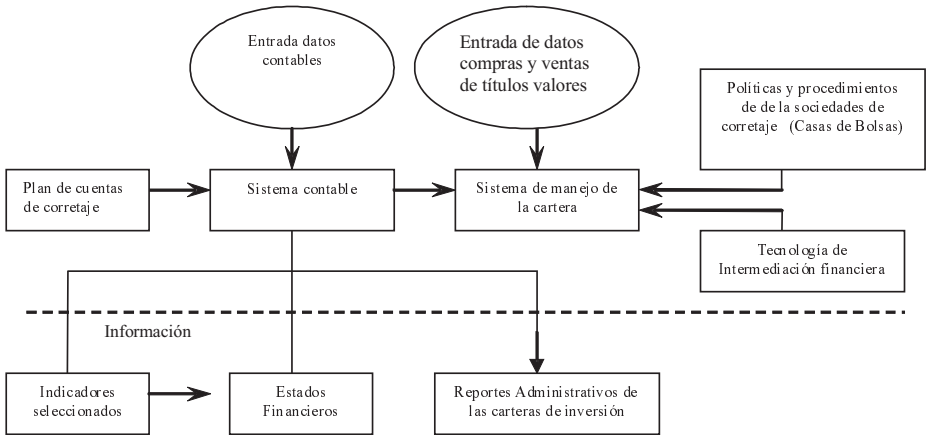 Entrada datos
contables
Entrada de datos
compras y ventas
de títulos valores
Políticas y procedimientos
de de la sociedades de
corretaje (Casas de Bolsas)
Plan de cuentas
de corretaje
Sistema contable
Sistema de manejo de
la cartera
Tecnología de
Intermediación financiera
Información
Indicadores
seleccionados
Estados
Financieros
Reportes Administrativos de
las carteras de inversión